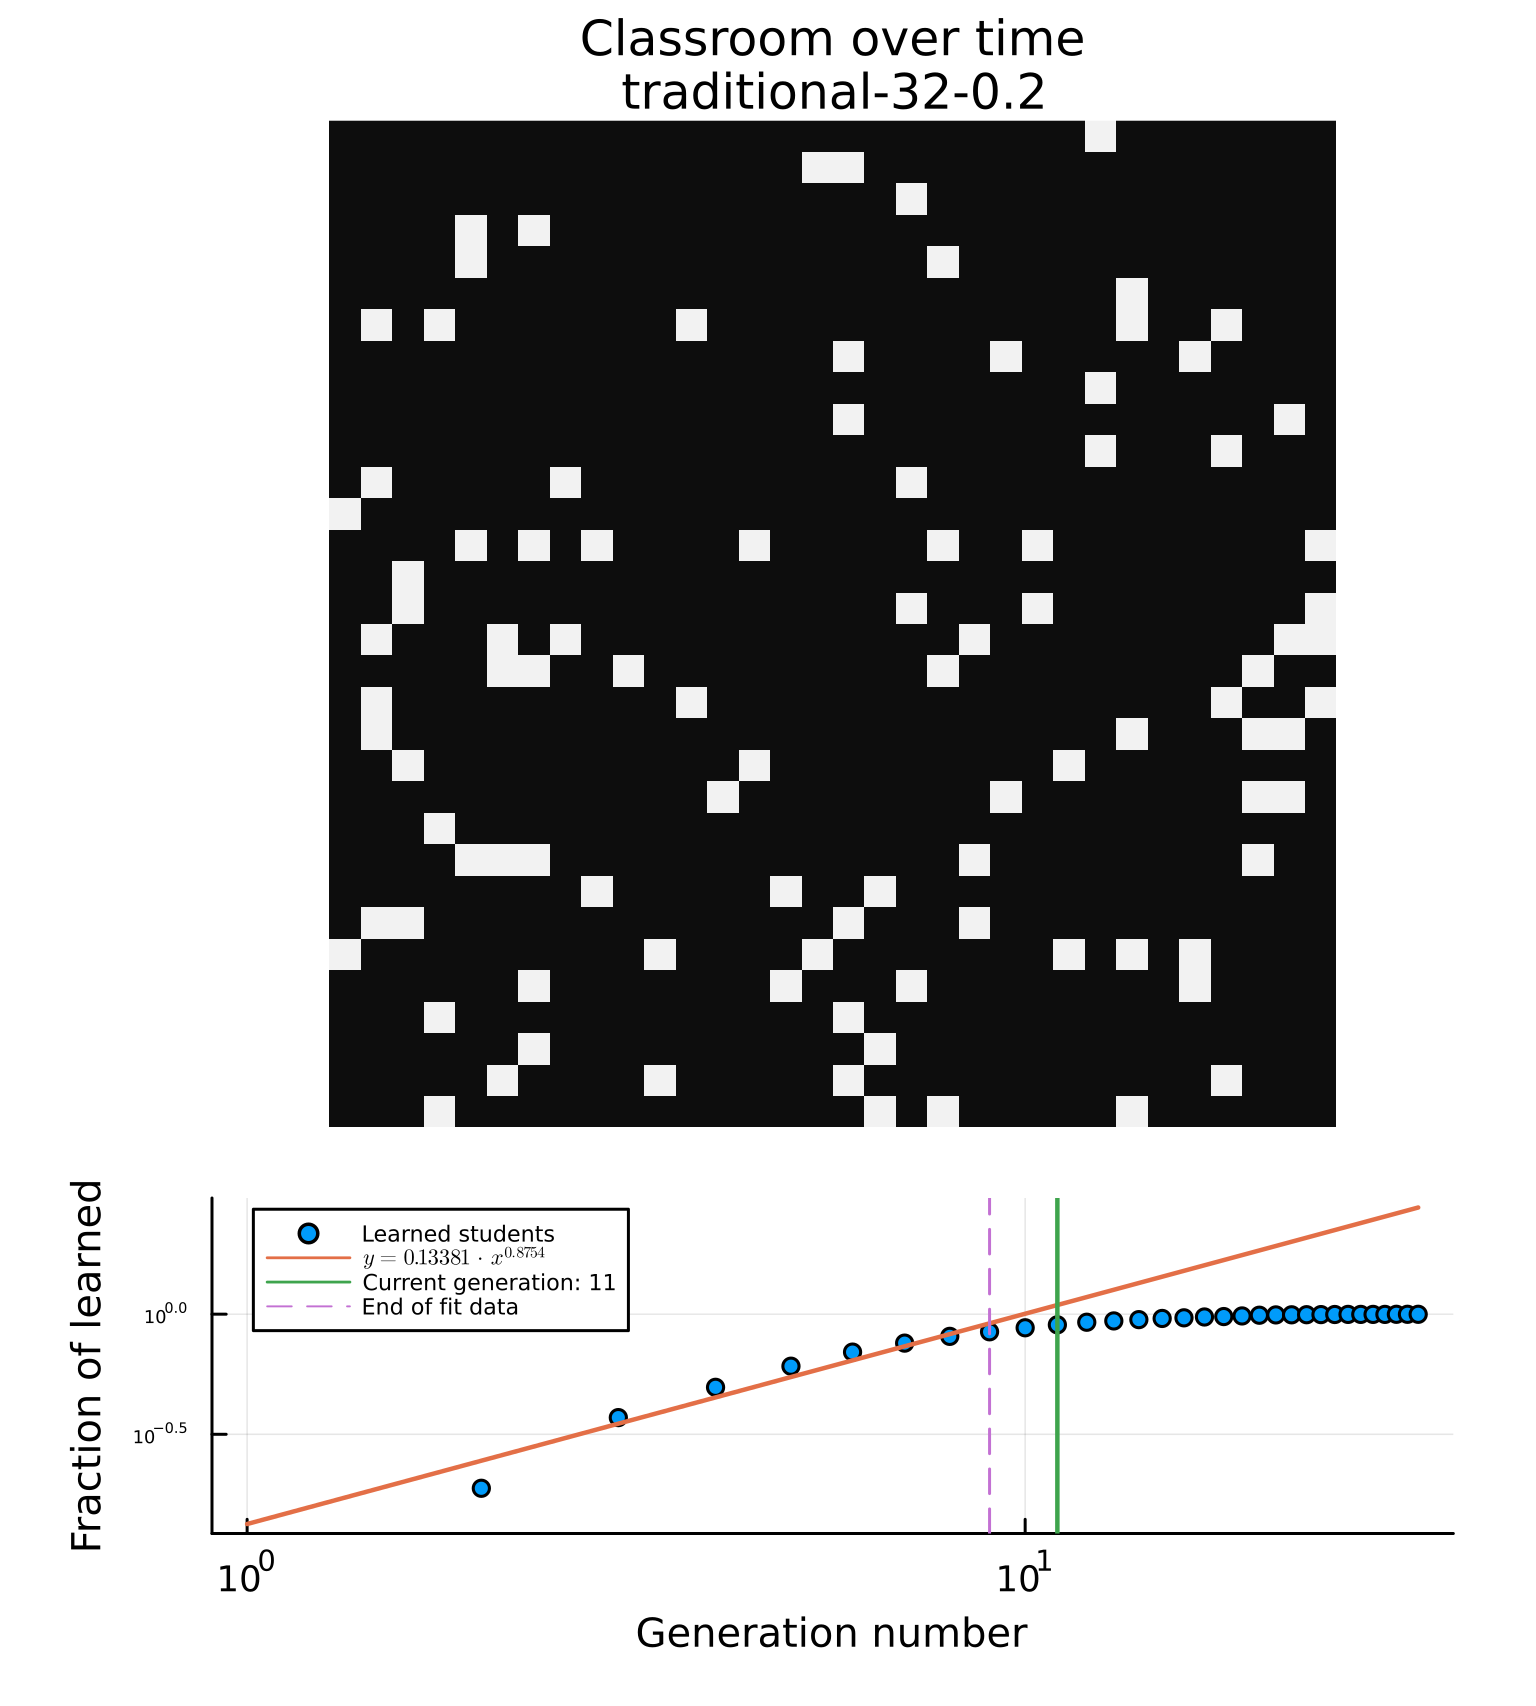 Classroom over time
traditional-32-0.2
Fraction of learned
Learned students
y = 0.13381 · x^0.8754
Current generation: 11
End of fit data
10^0.0
10^−0.5
10^0
10^1
Generation number